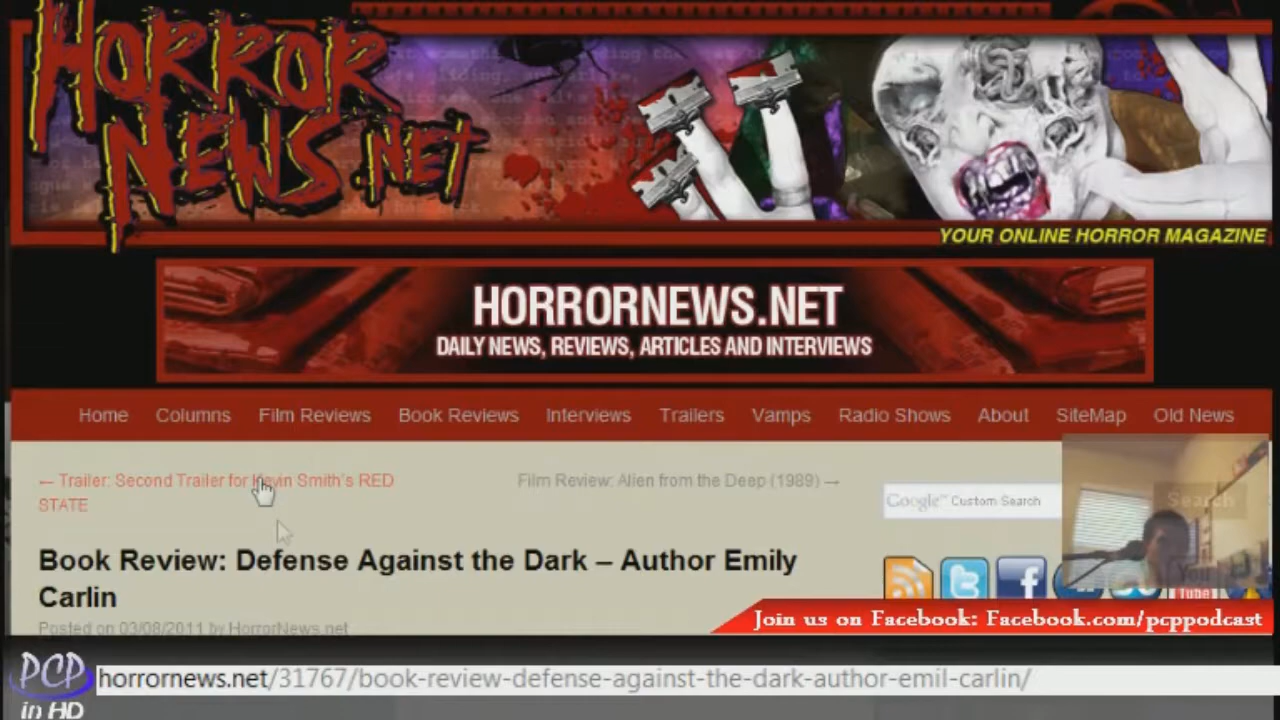 HORROR
NEWS.NET
YOUR ONLINE HORROR MAGAZINE
HORRORNEWS.NET
DAILY NEWS, REVIEWS, ARTICLES AND INTERVIEWS
Home Columns Film Reviews Book Reviews Interviews Trailers Vamps Radio Shows About SiteMap Old News
← Trailer: Second Trailer for Kevin Smith's RED
STATE
Film Review: Alien from the Deep (1989) →
Google™ Custom Search
Search
Book Review: Defense Against the Dark – Author Emily
Carlin
You
Tube
Posted on 03/08/2011 by HorrorNews.net
Join us on Facebook: Facebook.com/pcppodcast
PCP
in HD
horrornews.net/31767/book-review-defense-against-the-dark-author-emil-carlin/